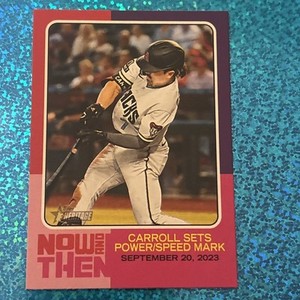 HERITAGE
NOW AND
THEN
CARROLL SETS
POWER/SPEED MARK
SEPTEMBER 20, 2023